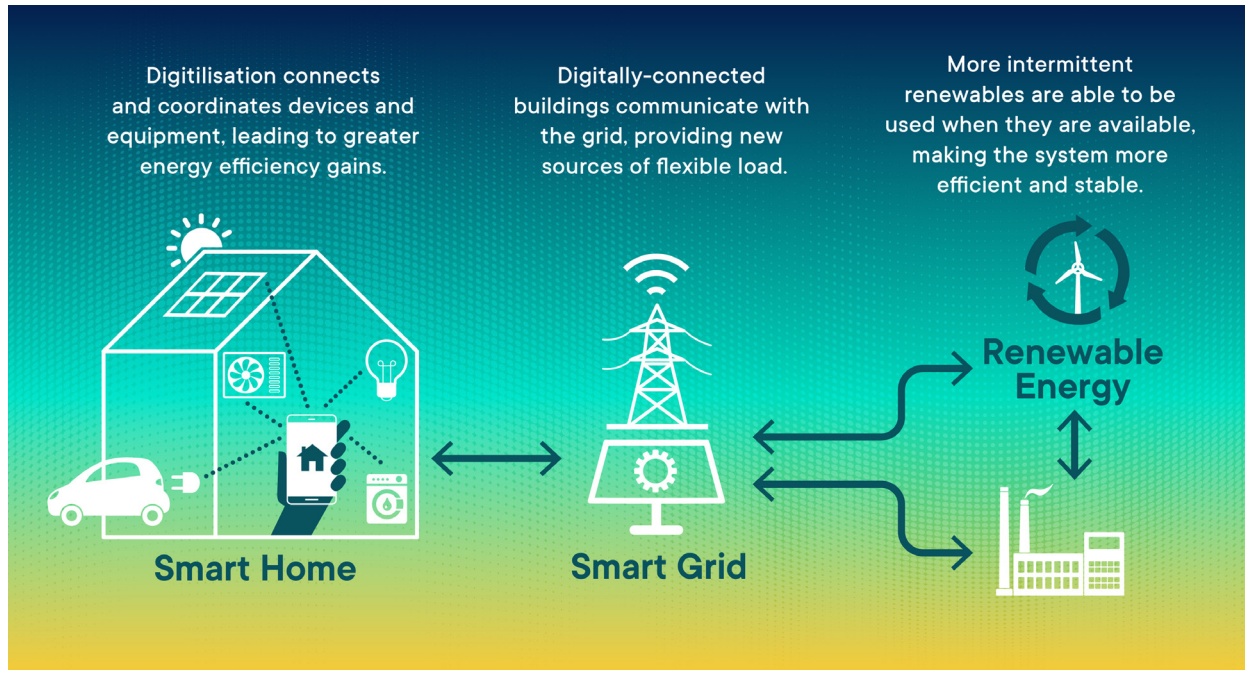 Digitilisation connects
and coordinates devices and
equipment, leading to greater
energy efficiency gains.
Digitally-connected
buildings communicate with
the grid, providing new
sources of flexible load.
More intermittent
renewables are able to be
used when they are available,
making the system more
efficient and stable.
Renewable
Energy
Smart Home
Smart Grid